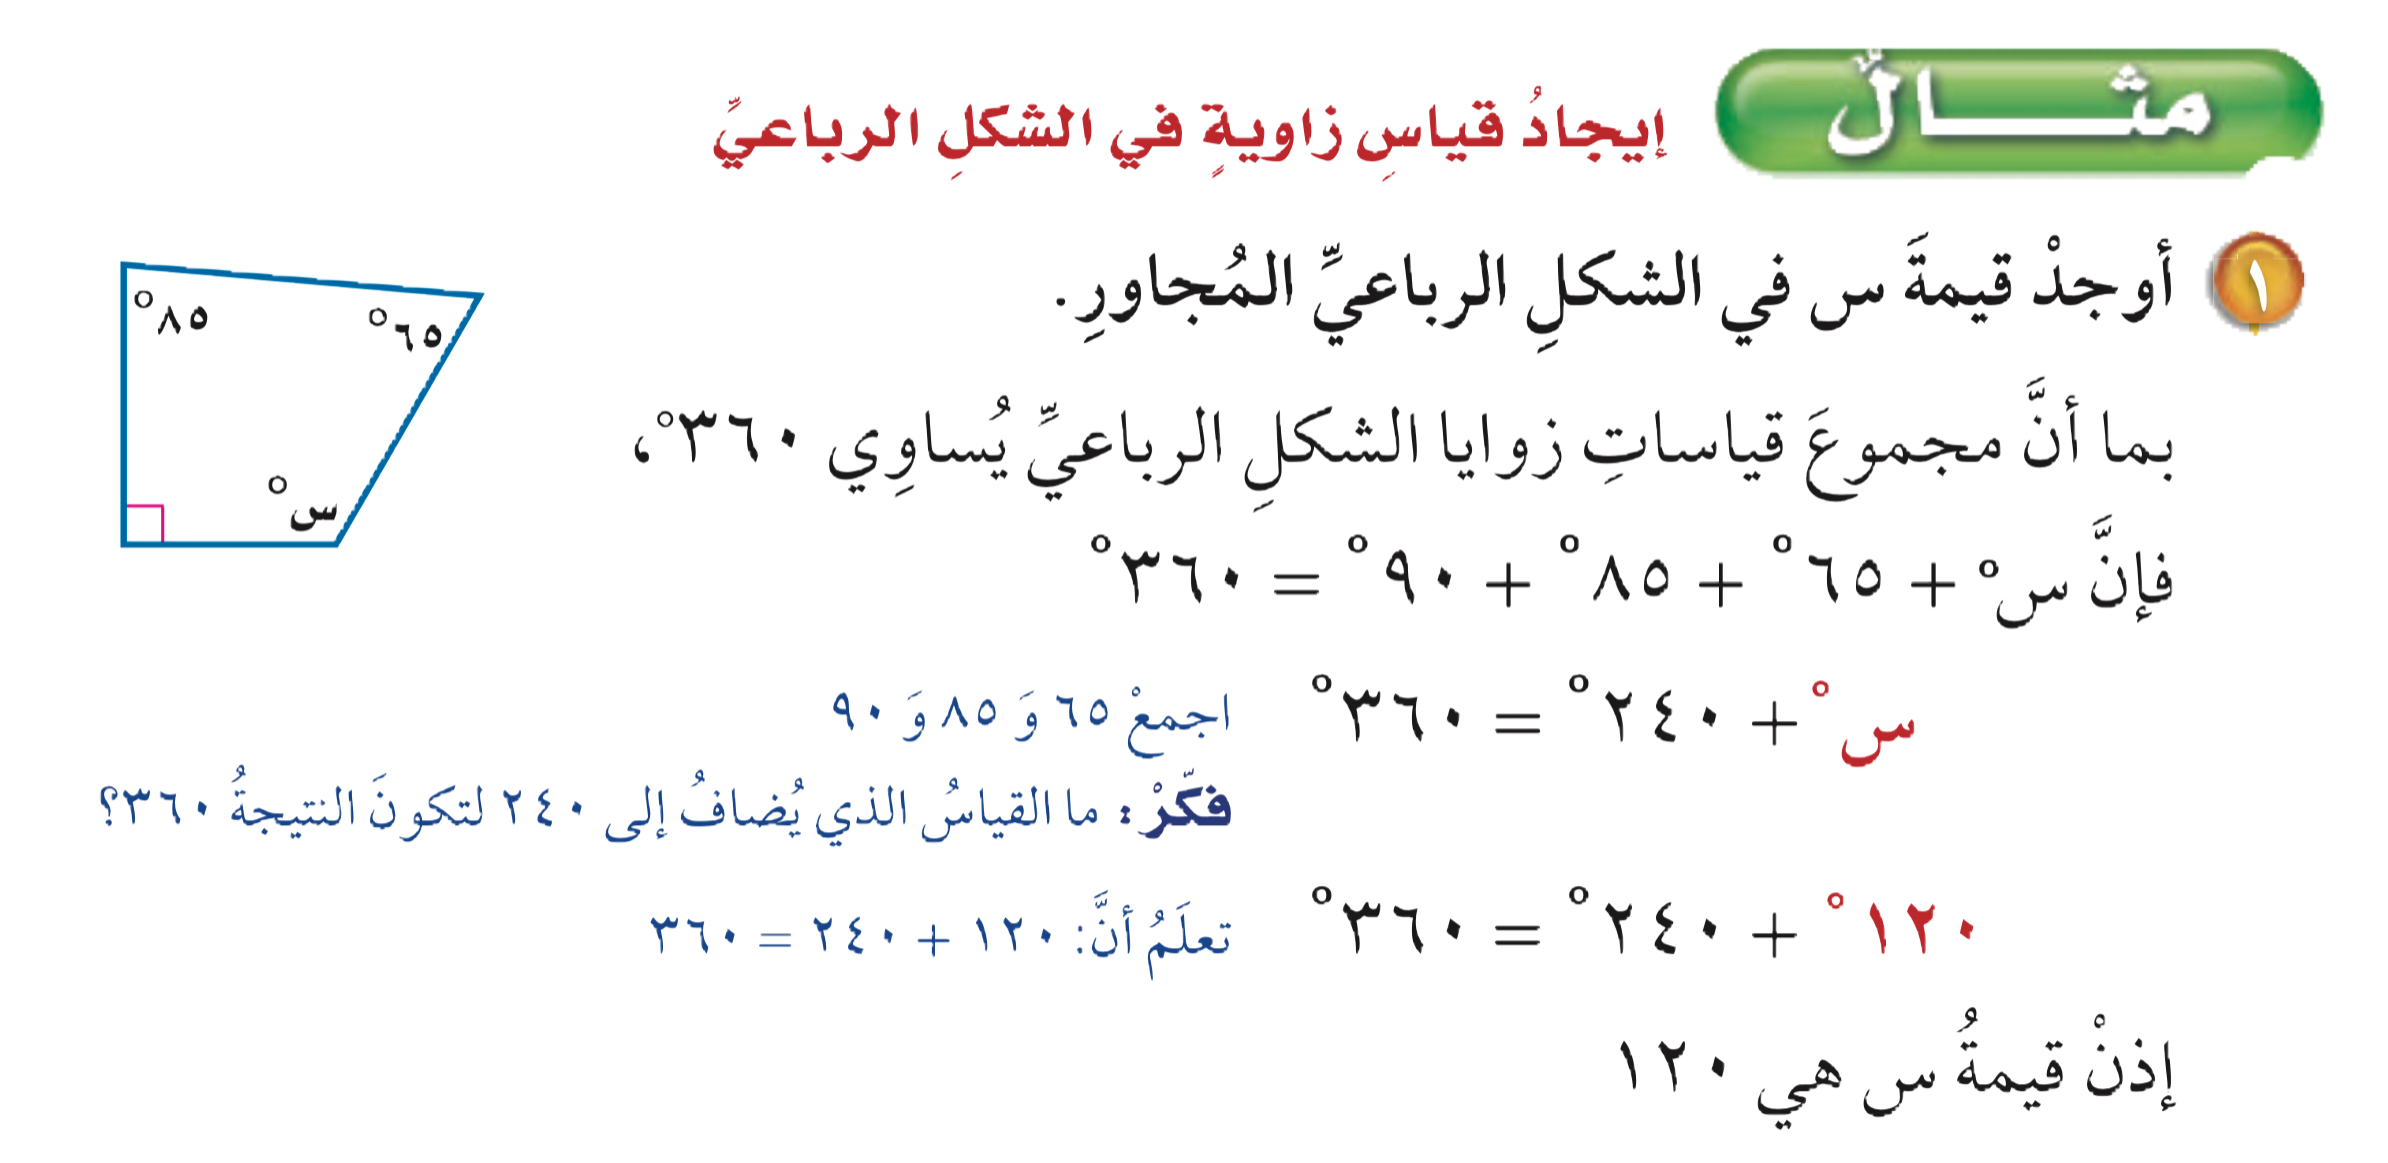 مثـــالٌ
إيجادُ قياسِ زاويةٍ في الشكلِ الرباعيِّ
١ أوجدْ قيمةَ س في الشكلِ الرباعيِّ المُجاورِ.
٨٥° ٦٥°
س°
بما أنَّ مجموعَ قياساتِ زوايا الشكلِ الرباعيِّ يُساوِي ٣٦٠°،
فإنَّ س° + ٦٥° + ٨٥° + ٩٠° = ٣٦٠°
س° + ٢٤٠° = ٣٦٠° اجمعْ ٦٥ وَ ٨٥ وَ ٩٠
فكّرْ: ما القياسُ الذي يُضافُ إلى ٢٤٠ لتكونَ النتيجةُ ٣٦٠؟
١٢٠° + ٢٤٠° = ٣٦٠° تعلَمُ أنَّ: ١٢٠ + ٢٤٠ = ٣٦٠
إذنْ قيمةُ س هي ١٢٠